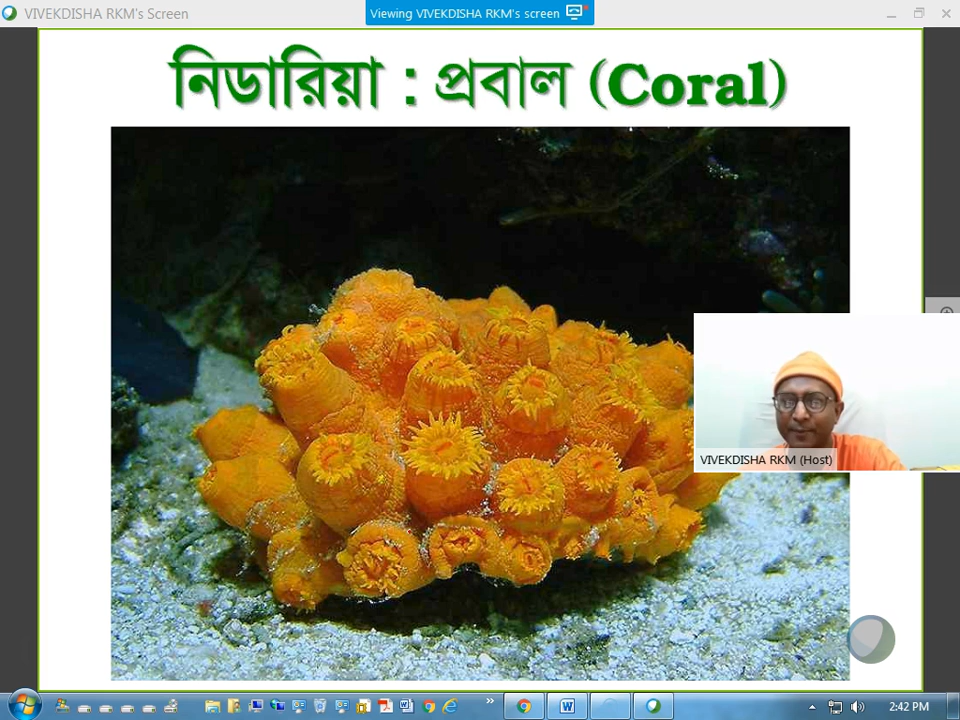 VIVEKDISHA RKM's Screen
Viewing VIVEKDISHA RKM's screen
নিডারিয়া : প্রবাল (Coral)
VIVEKDISHA RKM (Host)
2:42 PM